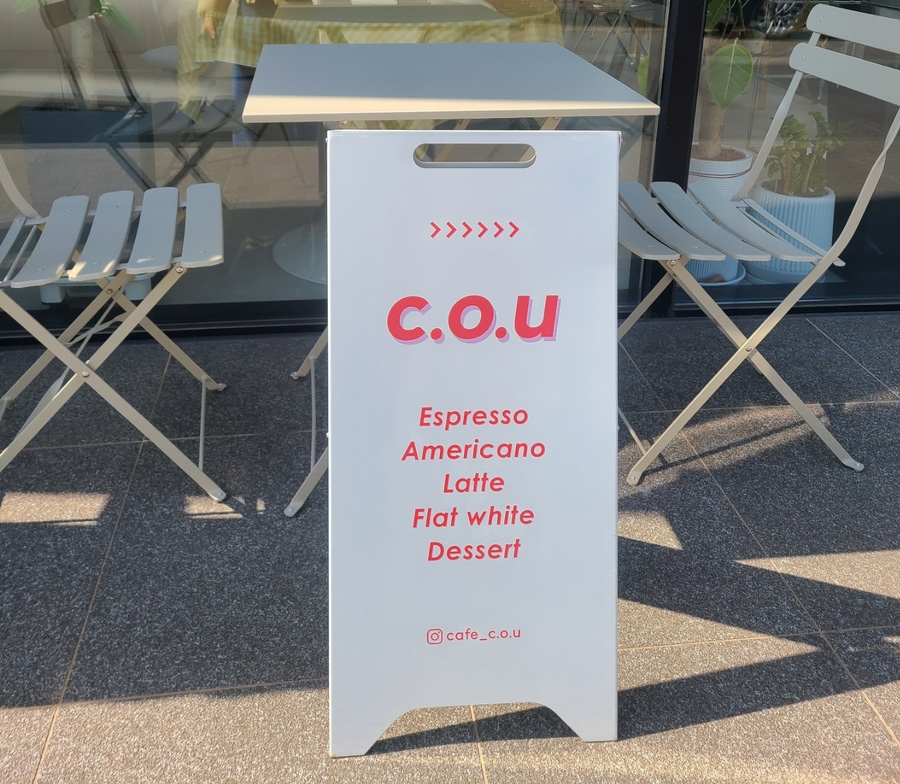 >>>>>>
c.o.u
Espresso
Americano
Latte
Flat white
Dessert
cafe_c.o.u